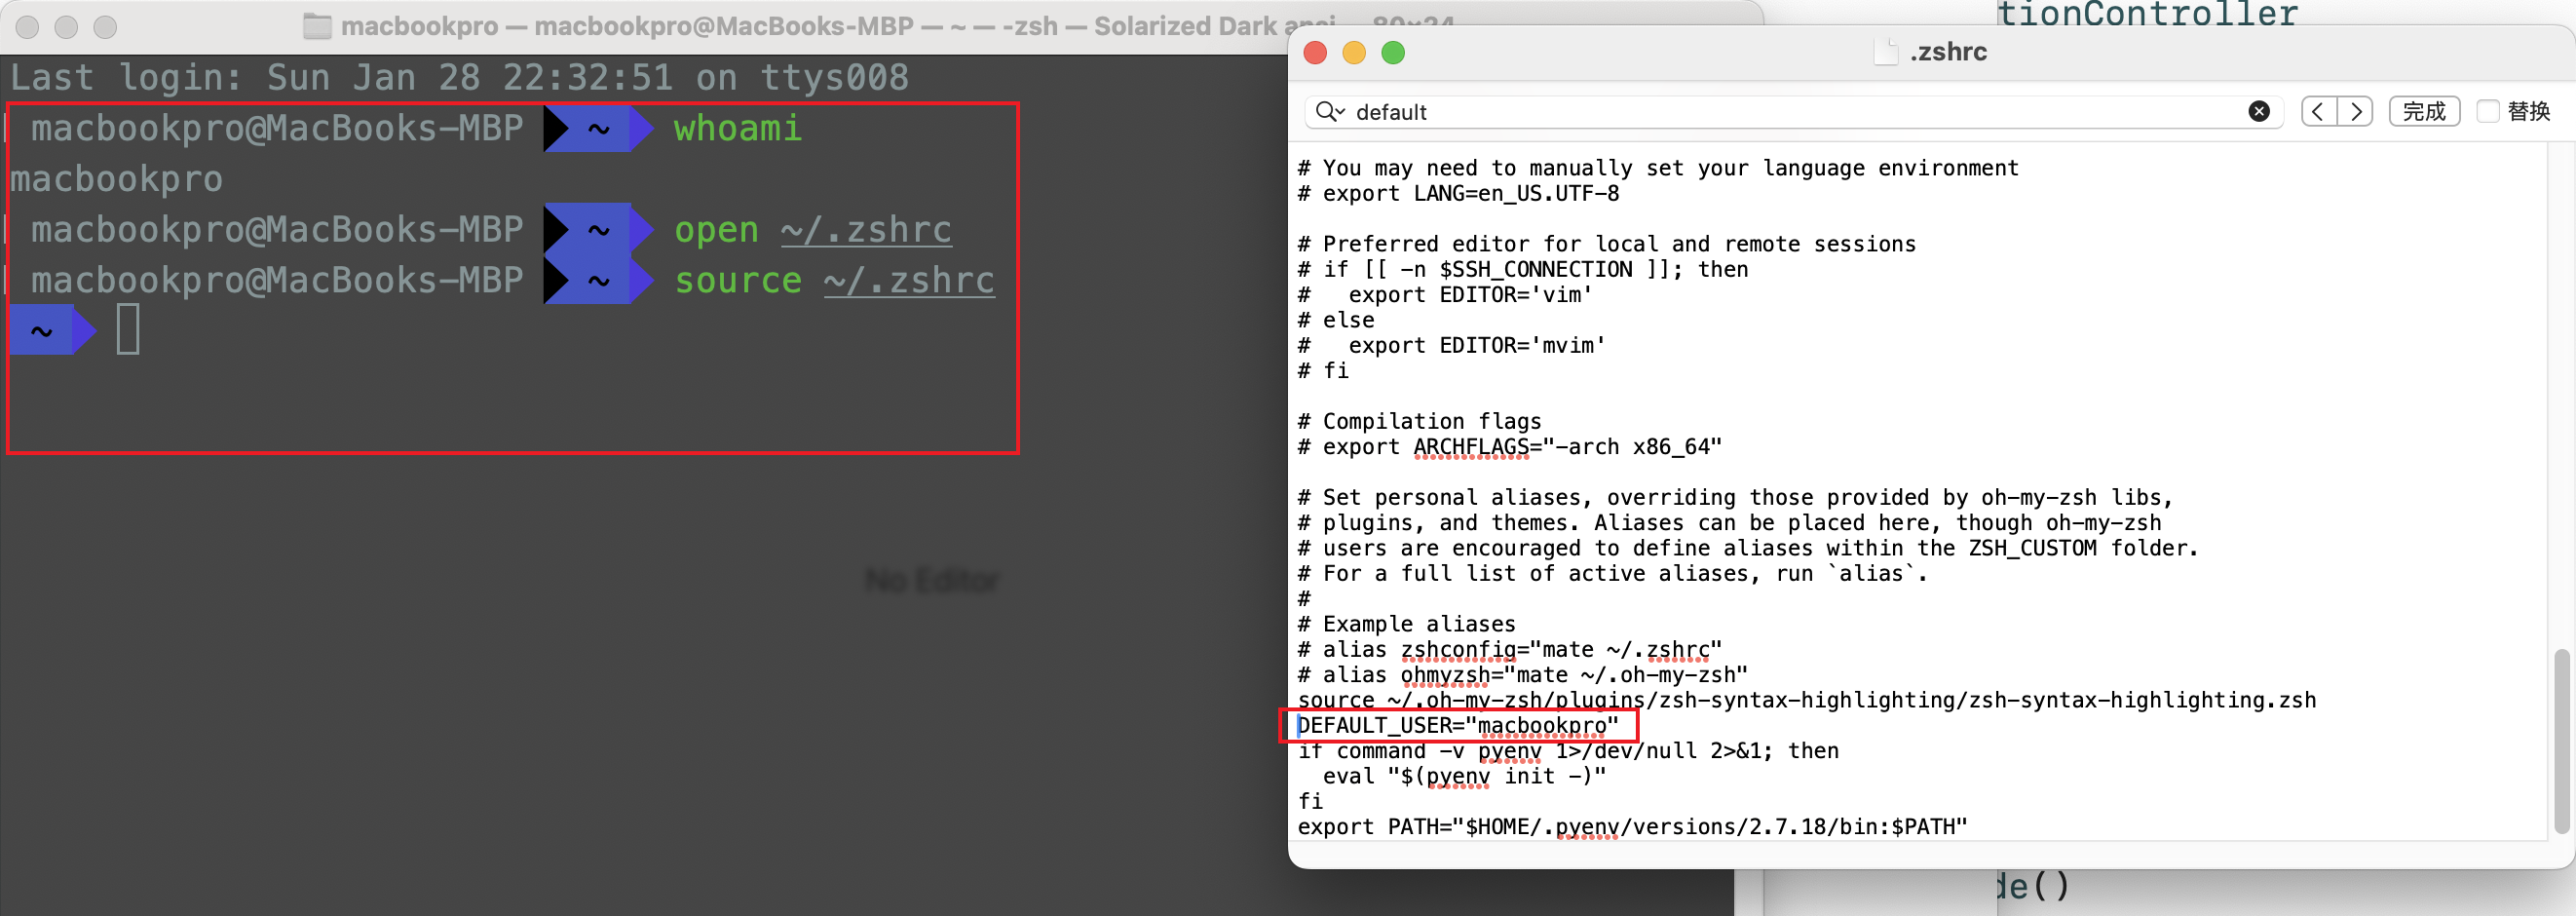 macbookpro — macbookpro@MacBooks-MBP — ~ — -zsh — Solarized Dark ansi — 80×24
Last login: Sun Jan 28 22:32:51 on ttys008
macbookpro@MacBooks-MBP ~ whoami
macbookpro
macbookpro@MacBooks-MBP ~ open ~/.zshrc
macbookpro@MacBooks-MBP ~ source ~/.zshrc
~
No Editor
tionController
.zshrc
default
完成
替换
# You may need to manually set your language environment
# export LANG=en_US.UTF-8
# Preferred editor for local and remote sessions
# if [[ -n $SSH_CONNECTION ]]; then
#   export EDITOR='vim'
# else
#   export EDITOR='mvim'
# fi
# Compilation flags
# export ARCHFLAGS="-arch x86_64"
# Set personal aliases, overriding those provided by oh-my-zsh libs,
# plugins, and themes. Aliases can be placed here, though oh-my-zsh
# users are encouraged to define aliases within the ZSH_CUSTOM folder.
# For a full list of active aliases, run `alias`.
#
# Example aliases
# alias zshconfig="mate ~/.zshrc"
# alias ohmyzsh="mate ~/.oh-my-zsh"
source ~/.oh-my-zsh/plugins/zsh-syntax-highlighting/zsh-syntax-highlighting.zsh
DEFAULT_USER="macbookpro"
if command -v pyenv 1>/dev/null 2>&1; then
  eval "$(pyenv init -)"
fi
export PATH="$HOME/.pyenv/versions/2.7.18/bin:$PATH"
de()